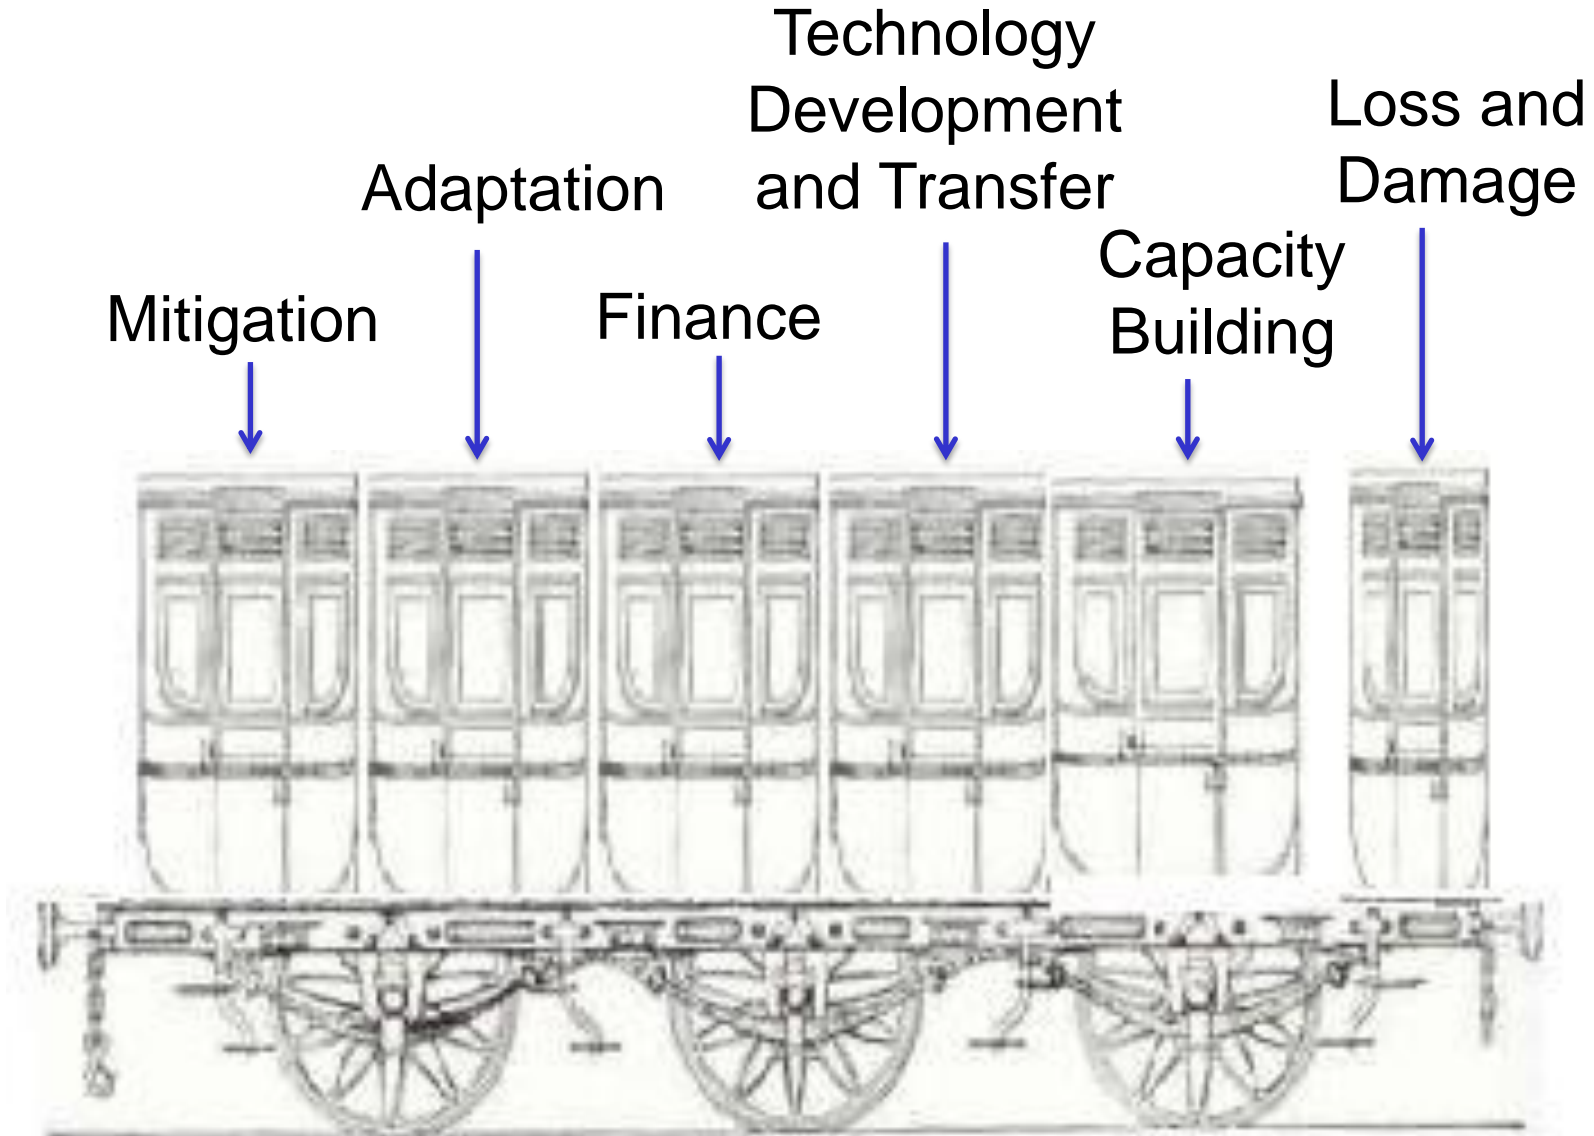 Mitigation
Adaptation
Finance
Technology
Development
and Transfer
Capacity
Building
Loss and
Damage